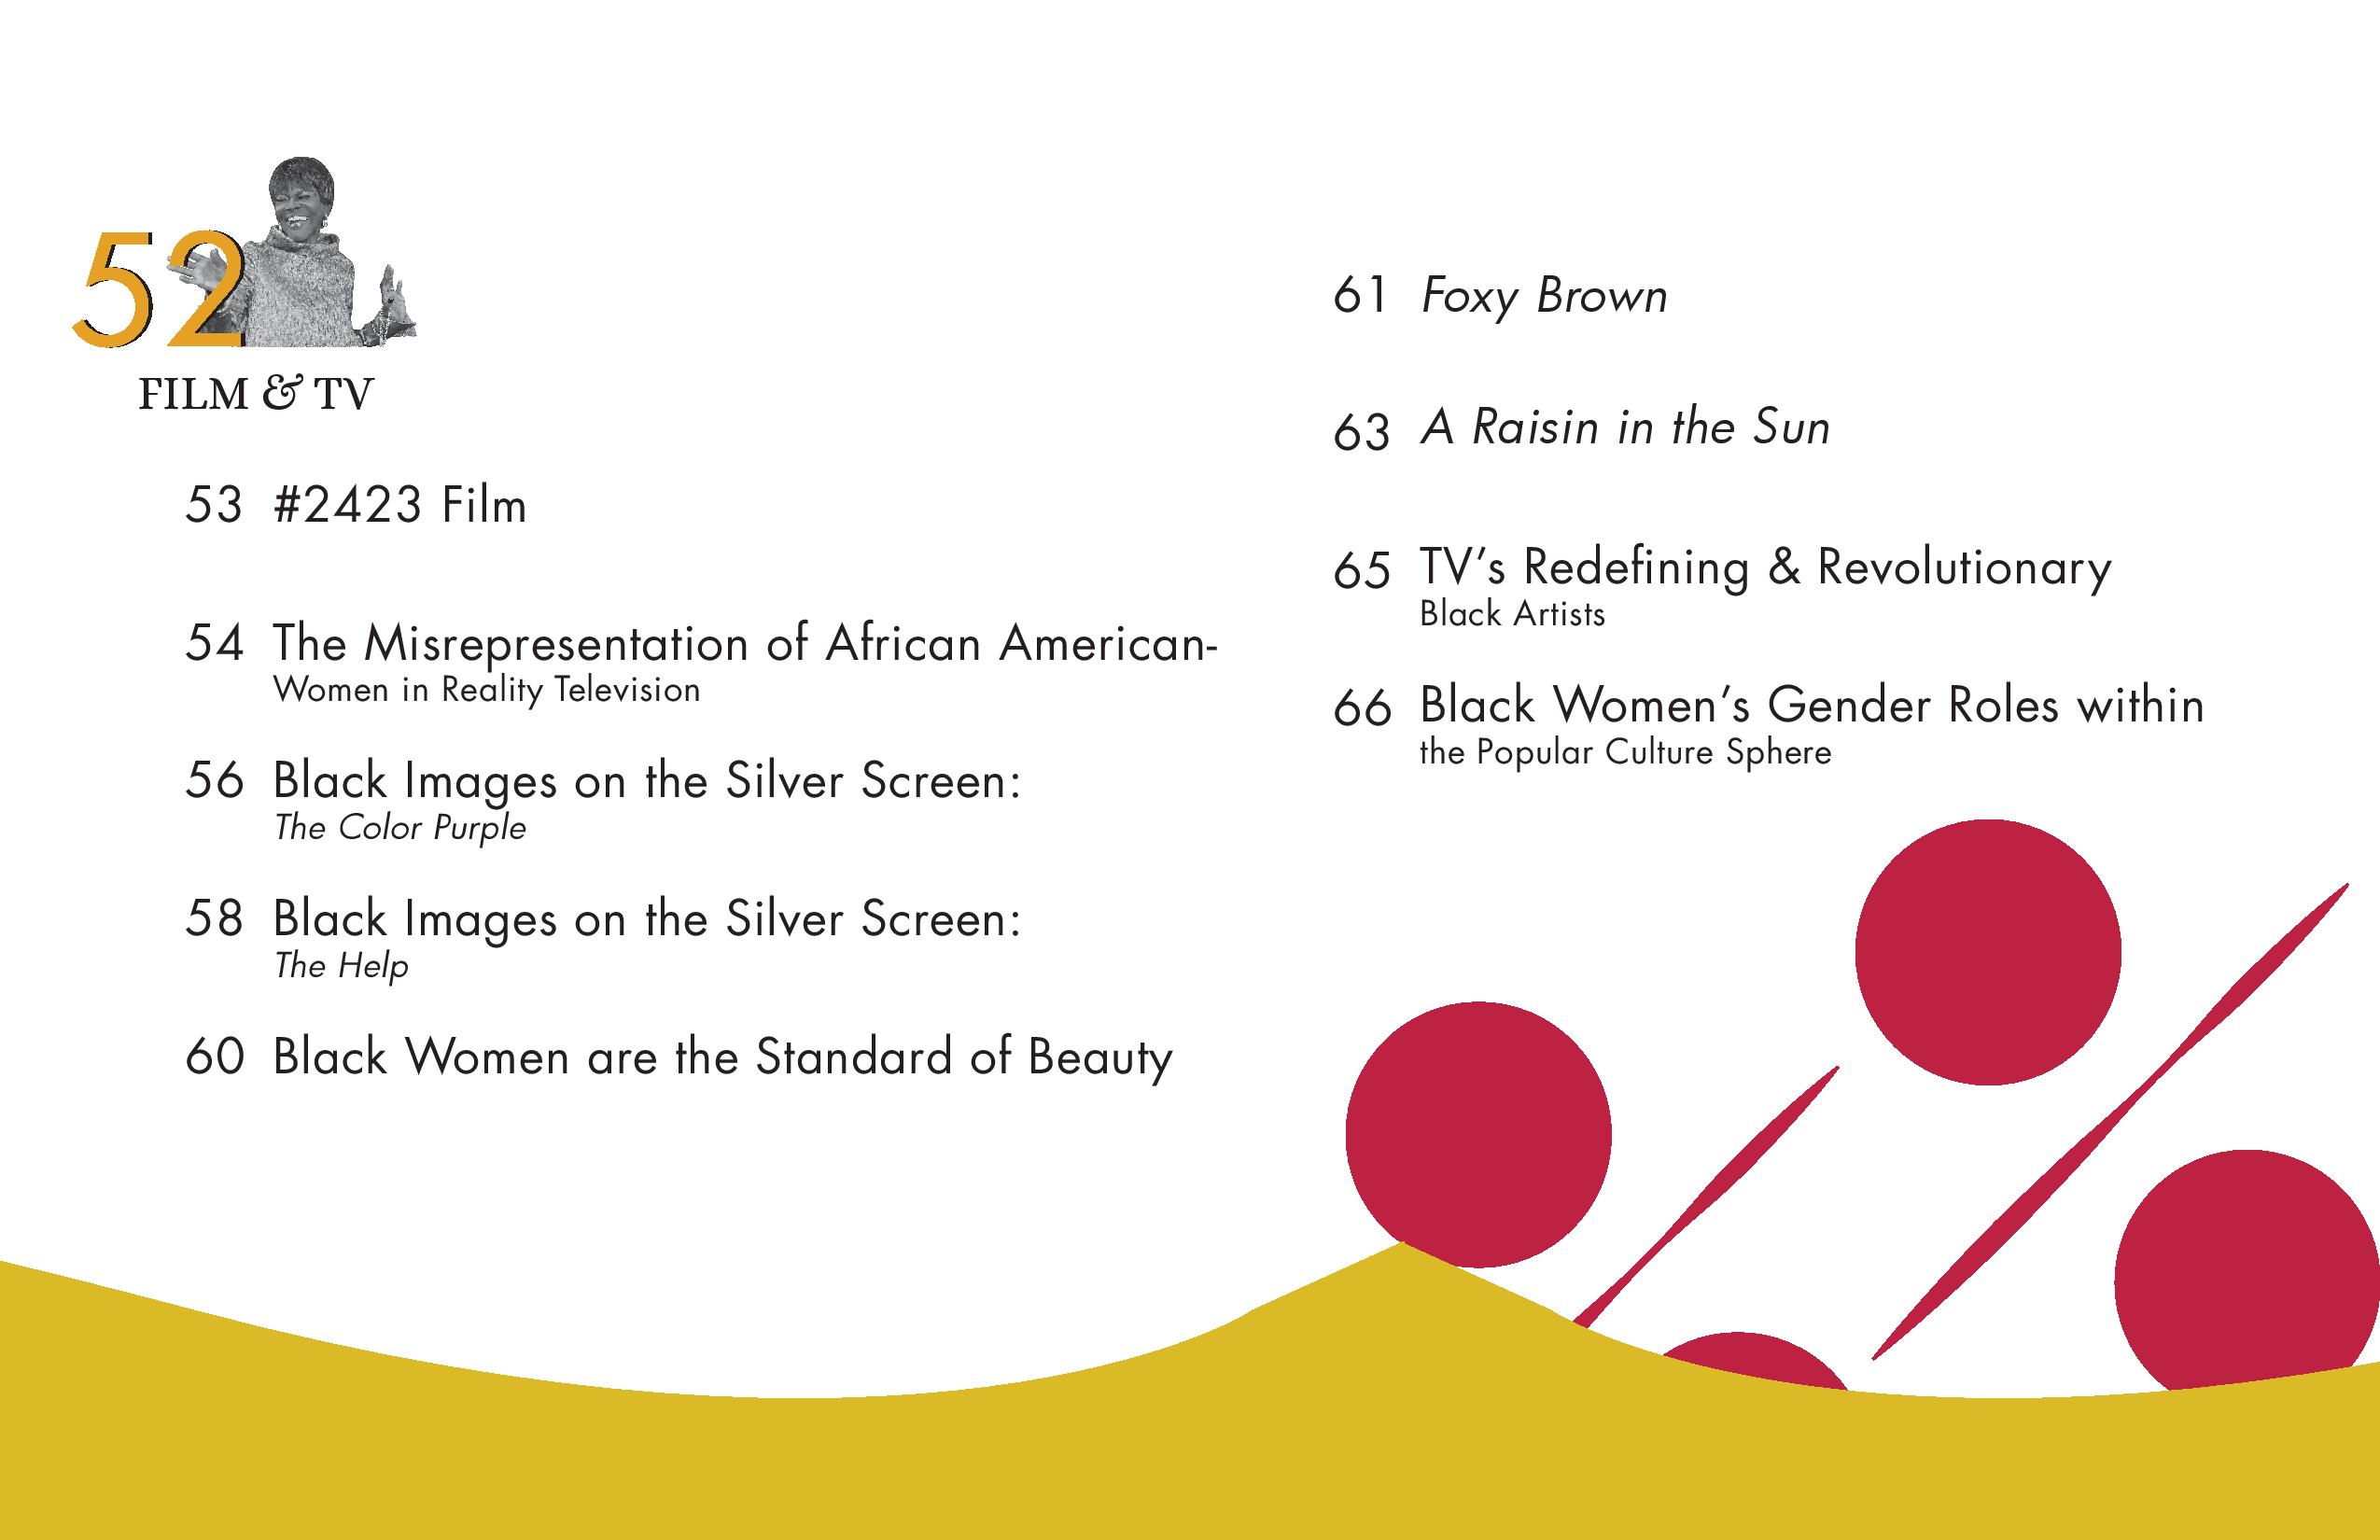 52
FILM & TV
53 #2423 Film
54 The Misrepresentation of African American-
Women in Reality Television
56 Black Images on the Silver Screen:
The Color Purple
58 Black Images on the Silver Screen:
The Help
60 Black Women are the Standard of Beauty
61 Foxy Brown
63 A Raisin in the Sun
65 TV’s Redefining & Revolutionary
Black Artists
66 Black Women’s Gender Roles within
the Popular Culture Sphere